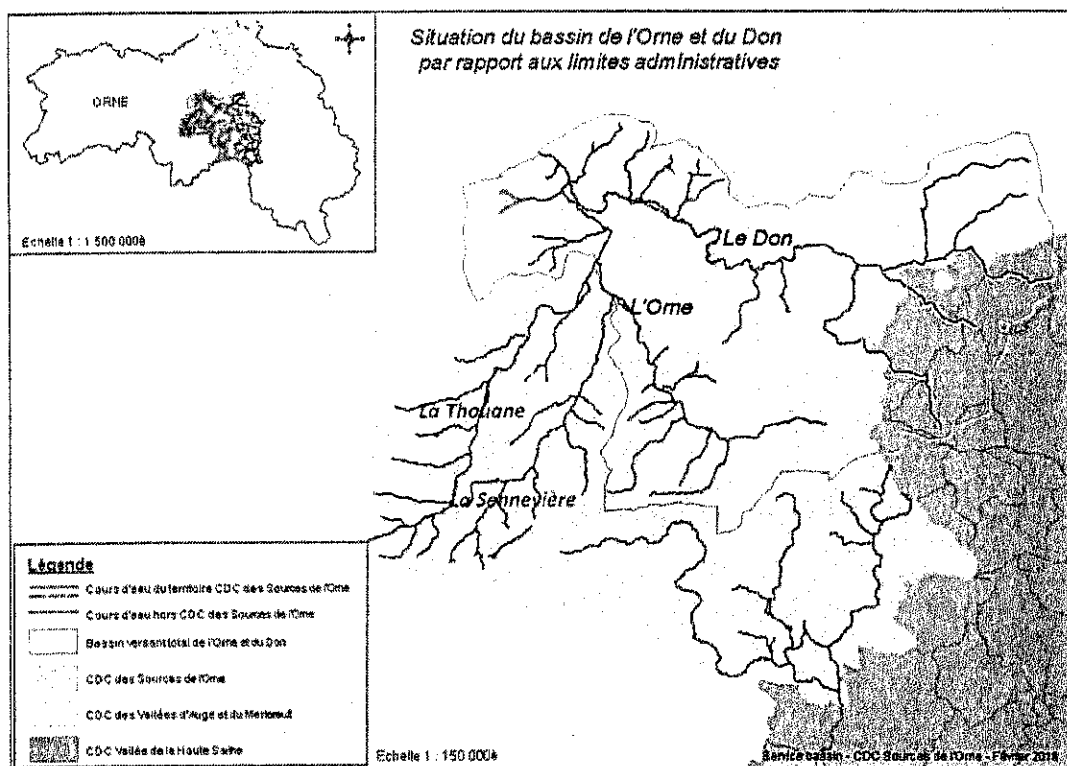 Situation du bassin de l'Orne et du Don
par rapport aux limites administratives
ORNE
Echelle 1 : 1 500 000è
Le Don
L'Orne
La Thouane
La Senneviere
Légende
Cours d'eau du territoire CDC des Sources de l'Orne
Cours d'eau hors CDC des Sources de l'Orne
Bassin versant total de l'Orne et du Don
CDC des Sources de l'Orne
CDC des Vallées d'Auge et du Merlerault
CDC Vallée de la Haute Sarthe
Echelle 1 : 150 000è
Service bassin - CDC Sources de l'Orne - Février